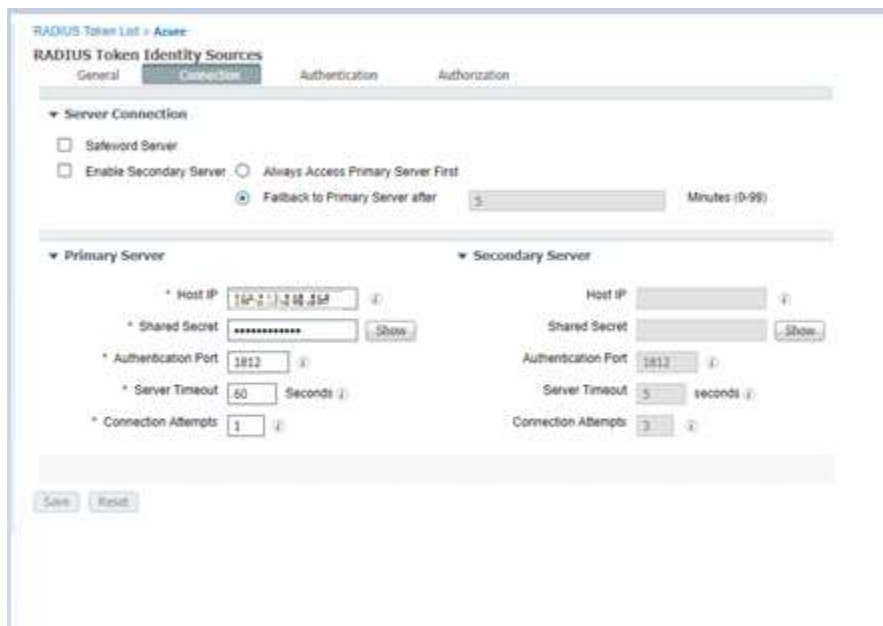 RADIUS Token List > Azure
RADIUS Token Identity Sources
General Connection Authentication Authorization
Server Connection
Safeword Server
Enable Secondary Server Always Access Primary Server First
Failback to Primary Server after 5 Minutes (0-99)
Primary Server Secondary Server
* Host IP Host IP
* Shared Secret •••••••••••• Show Shared Secret Show
* Authentication Port 1812 Authentication Port 1812
* Server Timeout 60 Seconds Server Timeout 5 seconds
* Connection Attempts 1 Connection Attempts 3
Save Reset